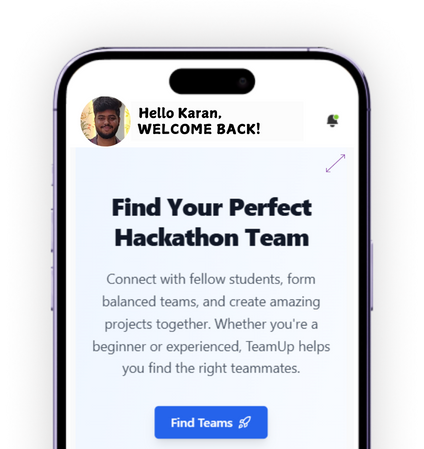 Hello Karan,
WELCOME BACK!
Find Your Perfect
Hackathon Team
Connect with fellow students, form
balanced teams, and create amazing
projects together. Whether you're a
beginner or experienced, TeamUp helps
you find the right teammates.
Find Teams